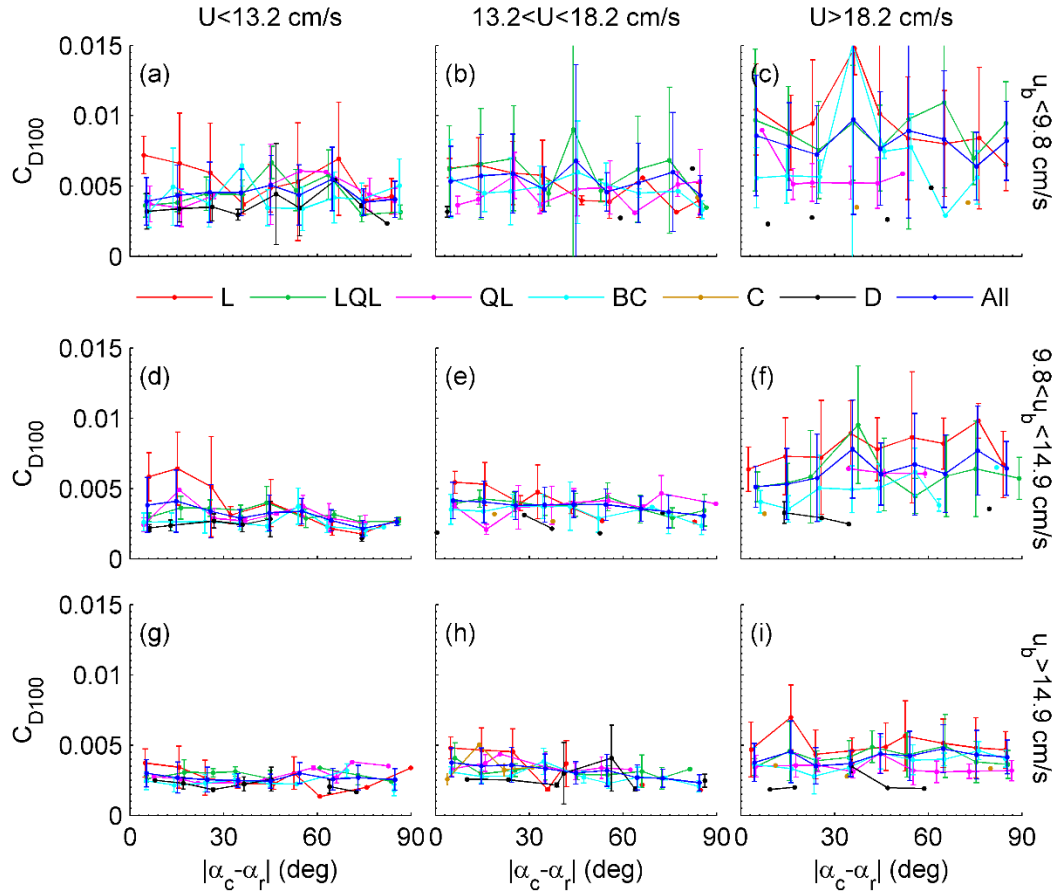 U<13.2 cm/s 13.2<U<18.2 cm/s U>18.2 cm/s
0.015
(a) (b) (c)
0.01
C_D100
0.005
0
u_b<9.8 cm/s
L LQL QL BC C D All
0.015
(d) (e) (f)
0.01
C_D100
0.005
0
9.8<u_b<14.9 cm/s
0.015
(g) (h) (i)
0.01
C_D100
0.005
0
u_b>14.9 cm/s
0 30 60 90 0 30 60 90 0 30 60 90
|α_c-α_r| (deg) |α_c-α_r| (deg) |α_c-α_r| (deg)